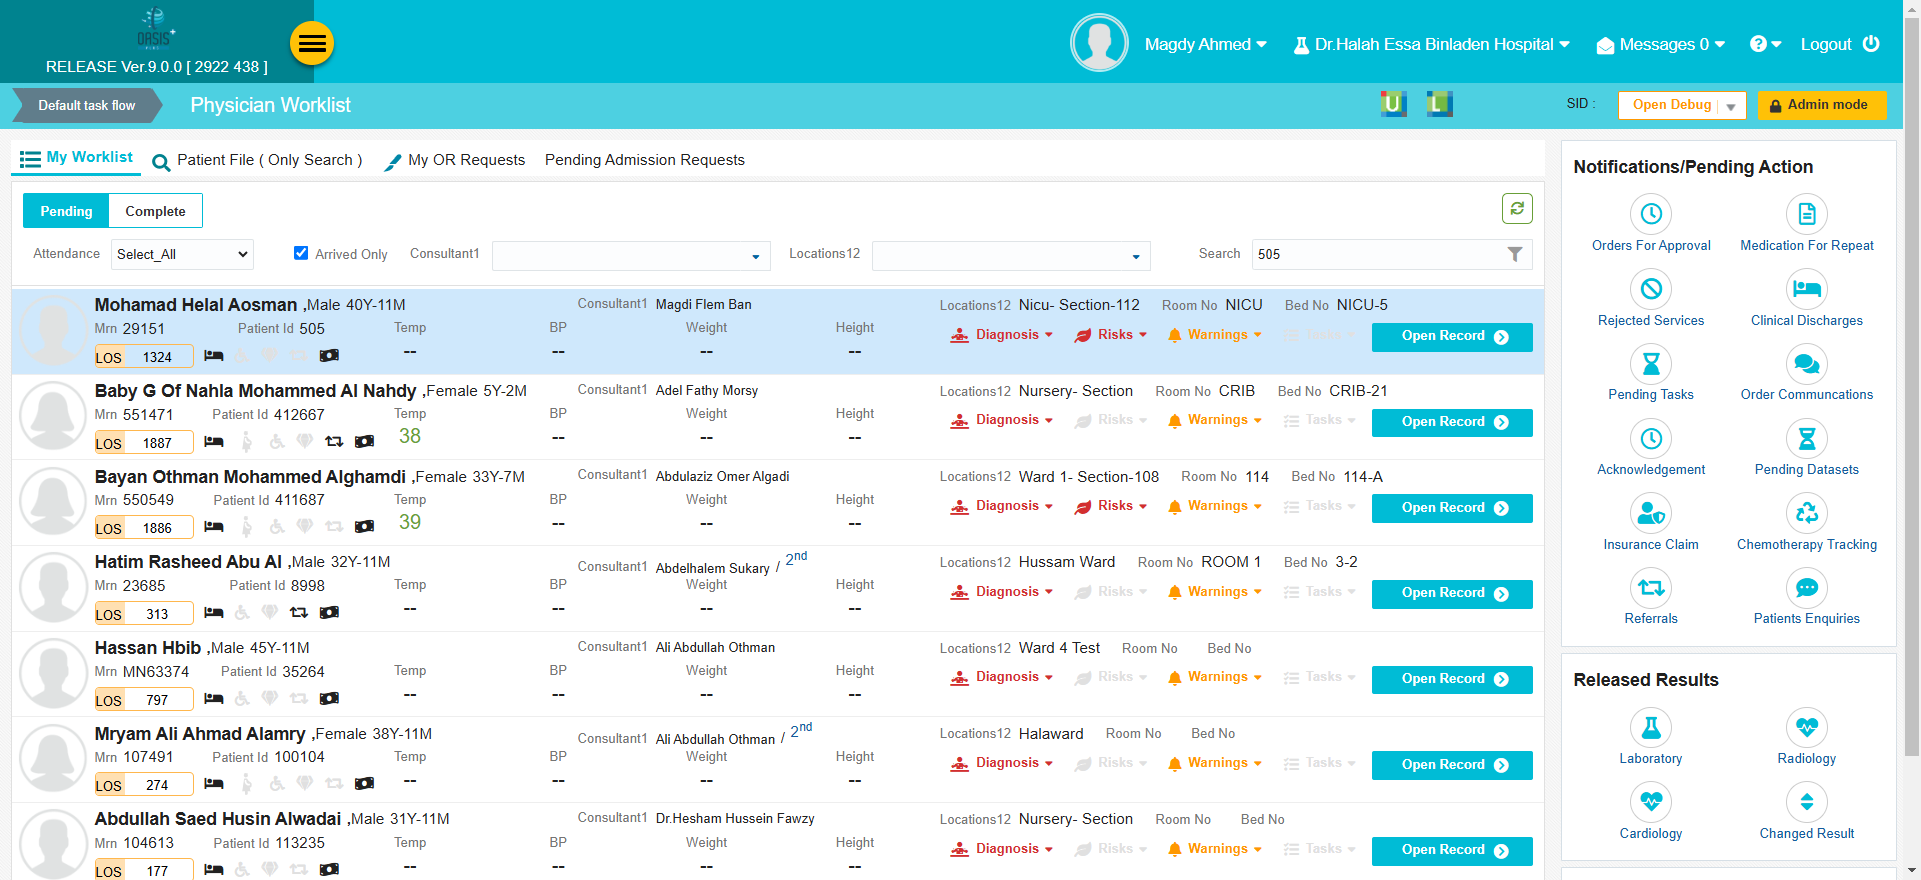 OASIS+
PLUS
RELEASE Ver.9.0.0 [ 2922 438 ]
Magdy Ahmed
Dr.Halah Essa Binladen Hospital
Messages 0
?
Logout
Default task flow
Physician Worklist
U
L
SID :
Open Debug
Admin mode
My Worklist
Patient File ( Only Search )
My OR Requests
Pending Admission Requests
Pending
Complete
Attendance
Select_All
Arrived Only
Consultant1
Locations12
Search
505
Mohamad Helal Aosman ,Male 40Y-11M
Consultant1 Magdi Flem Ban
Locations12 Nicu- Section-112 Room No NICU Bed No NICU-5
Mrn 29151 Patient Id 505 Temp BP Weight Height
Diagnosis Risks Warnings Tasks Open Record
LOS 1324 -- -- -- --
Baby G Of Nahla Mohammed Al Nahdy ,Female 5Y-2M
Consultant1 Adel Fathy Morsy
Locations12 Nursery- Section Room No CRIB Bed No CRIB-21
Mrn 551471 Patient Id 412667 Temp BP Weight Height
Diagnosis Risks Warnings Tasks Open Record
LOS 1887 38 -- -- --
Bayan Othman Mohammed Alghamdi ,Female 33Y-7M
Consultant1 Abdulaziz Omer Algadi
Locations12 Ward 1- Section-108 Room No 114 Bed No 114-A
Mrn 550549 Patient Id 411687 Temp BP Weight Height
Diagnosis Risks Warnings Tasks Open Record
LOS 1886 39 -- -- --
Hatim Rasheed Abu Al ,Male 32Y-11M
Consultant1 Abdelhalem Sukary / 2nd
Locations12 Hussam Ward Room No ROOM 1 Bed No 3-2
Mrn 23685 Patient Id 8998 Temp BP Weight Height
Diagnosis Risks Warnings Tasks Open Record
LOS 313 -- -- -- --
Hassan Hbib ,Male 45Y-11M
Consultant1 Ali Abdullah Othman
Locations12 Ward 4 Test Room No Bed No
Mrn MN63374 Patient Id 35264 Temp BP Weight Height
Diagnosis Risks Warnings Tasks Open Record
LOS 797 -- -- -- --
Mryam Ali Ahmad Alamry ,Female 38Y-11M
Consultant1 Ali Abdullah Othman / 2nd
Locations12 Halaward Room No Bed No
Mrn 107491 Patient Id 100104 Temp BP Weight Height
Diagnosis Risks Warnings Tasks Open Record
LOS 274 -- -- -- --
Abdullah Saed Husin Alwadai ,Male 31Y-11M
Consultant1 Dr.Hesham Hussein Fawzy
Locations12 Nursery- Section Room No Bed No
Mrn 104613 Patient Id 113235 Temp BP Weight Height
Diagnosis Risks Warnings Tasks Open Record
LOS 177 -- -- -- --
Notifications/Pending Action
Orders For Approval
Medication For Repeat
Rejected Services
Clinical Discharges
Pending Tasks
Order Communcations
Acknowledgement
Pending Datasets
Insurance Claim
Chemotherapy Tracking
Referrals
Patients Enquiries
Released Results
Laboratory
Radiology
Cardiology
Changed Result